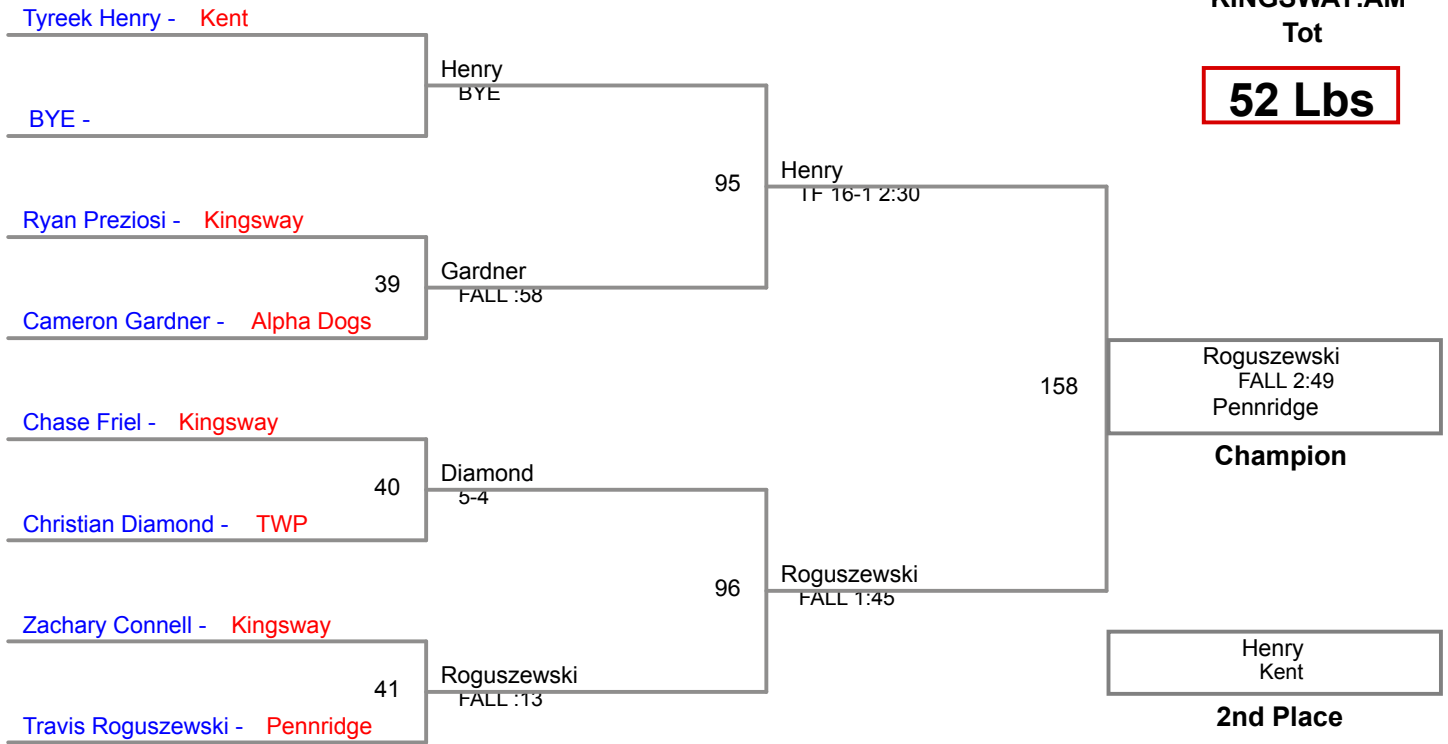 KINGSWAY.AM
Tot
52 Lbs
Tyreek Henry - Kent
Henry
BYE
BYE -
95
Henry
TF 16-1 2:30
Ryan Preziosi - Kingsway
39
Gardner
FALL :58
Cameron Gardner - Alpha Dogs
158
Roguszewski
FALL 2:49
Pennridge
Champion
Chase Friel - Kingsway
40
Diamond
5-4
Christian Diamond - TWP
96
Roguszewski
FALL 1:45
Zachary Connell - Kingsway
41
Roguszewski
FALL :13
Travis Roguszewski - Pennridge
Henry
Kent
2nd Place